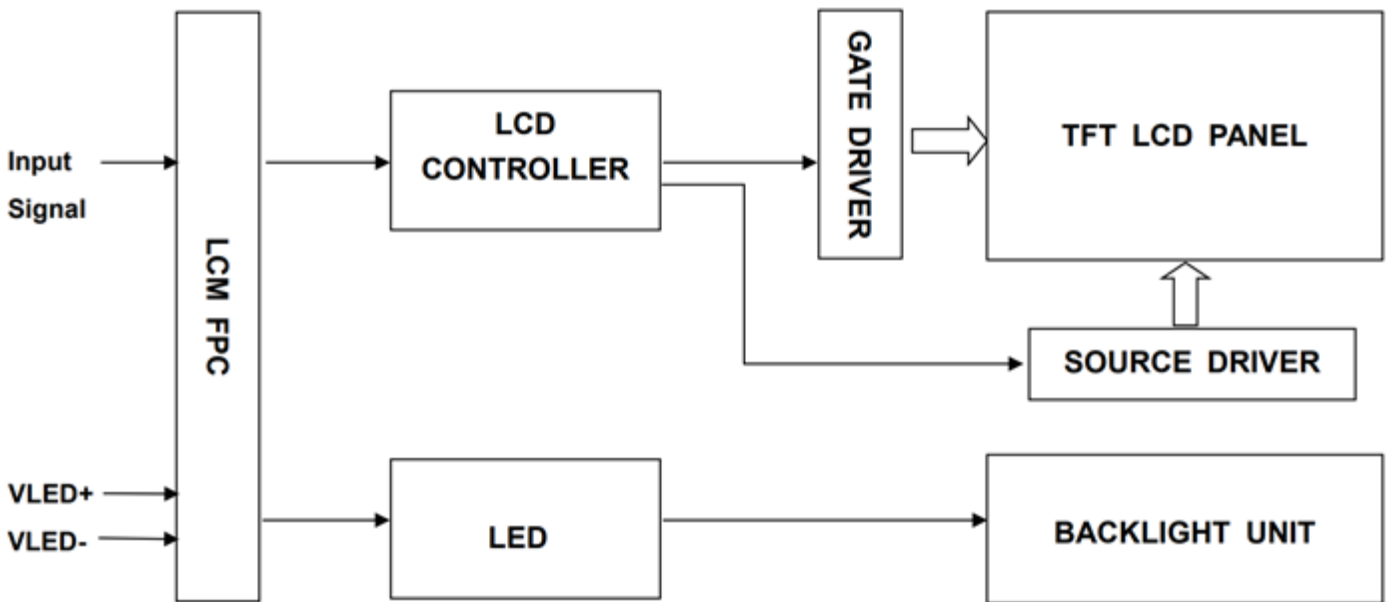 Input
Signal
VLED+
VLED-
LCM FPC
LCD
CONTROLLER
LED
GATE DRIVER
TFT LCD PANEL
SOURCE DRIVER
BACKLIGHT UNIT